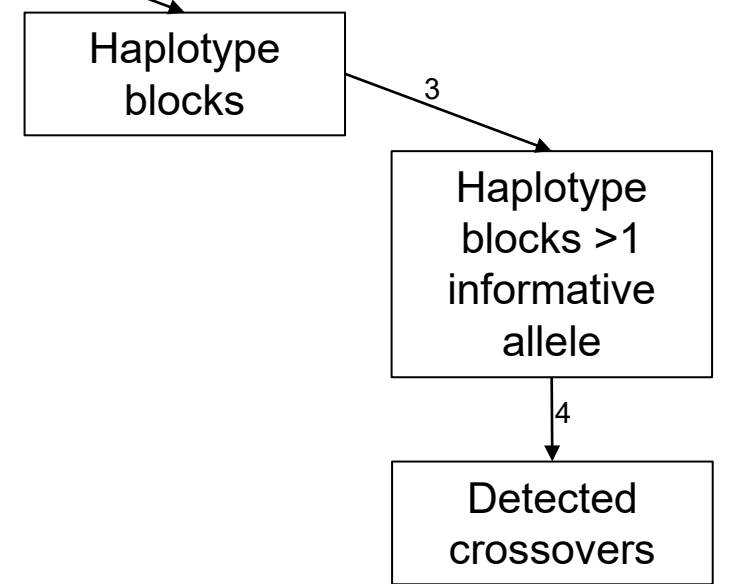 Haplotype
blocks
3
Haplotype
blocks >1
informative
allele
4
Detected
crossovers